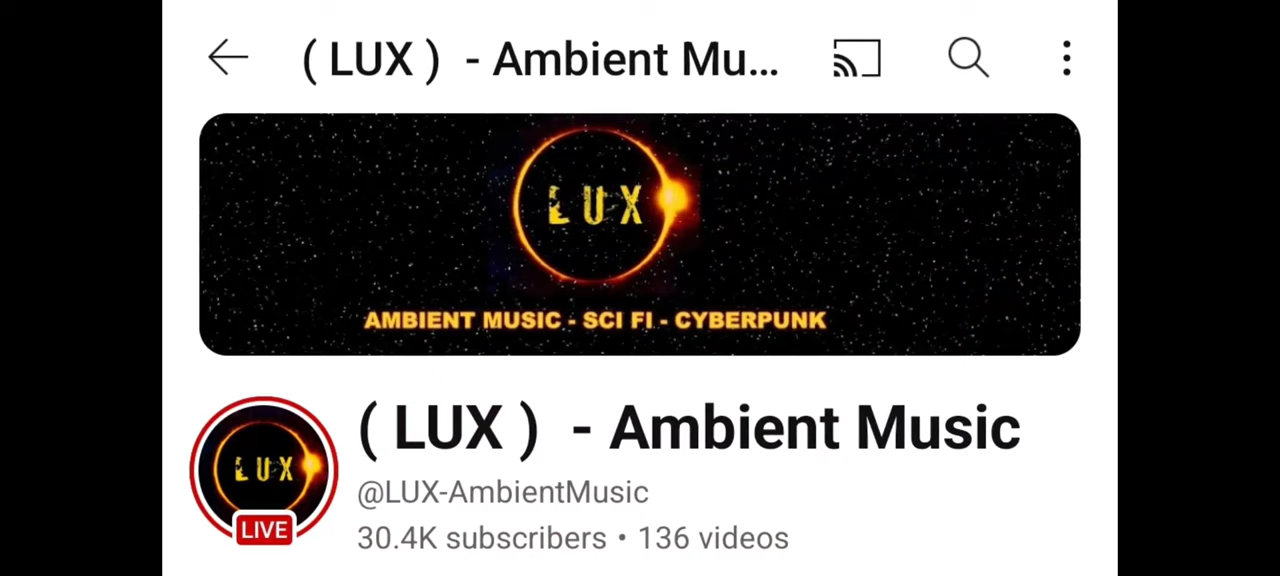 ( LUX )  - Ambient Mu...
LUX
AMBIENT MUSIC - SCI FI - CYBERPUNK
( LUX )  - Ambient Music
LUX
@LUX-AmbientMusic
LIVE
30.4K subscribers • 136 videos